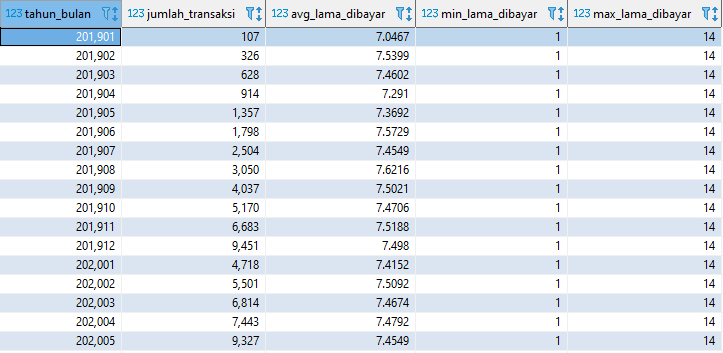 123 tahun_bulan 123 jumlah_transaksi 123 avg_lama_dibayar 123 min_lama_dibayar 123 max_lama_dibayar
201,901 107 7.0467 1 14
201,902 326 7.5399 1 14
201,903 628 7.4602 1 14
201,904 914 7.291 1 14
201,905 1,357 7.3692 1 14
201,906 1,798 7.5729 1 14
201,907 2,504 7.4549 1 14
201,908 3,050 7.6216 1 14
201,909 4,037 7.5021 1 14
201,910 5,170 7.4706 1 14
201,911 6,683 7.5188 1 14
201,912 9,451 7.498 1 14
202,001 4,718 7.4152 1 14
202,002 5,501 7.5092 1 14
202,003 6,814 7.4674 1 14
202,004 7,443 7.4792 1 14
202,005 9,327 7.4549 1 14